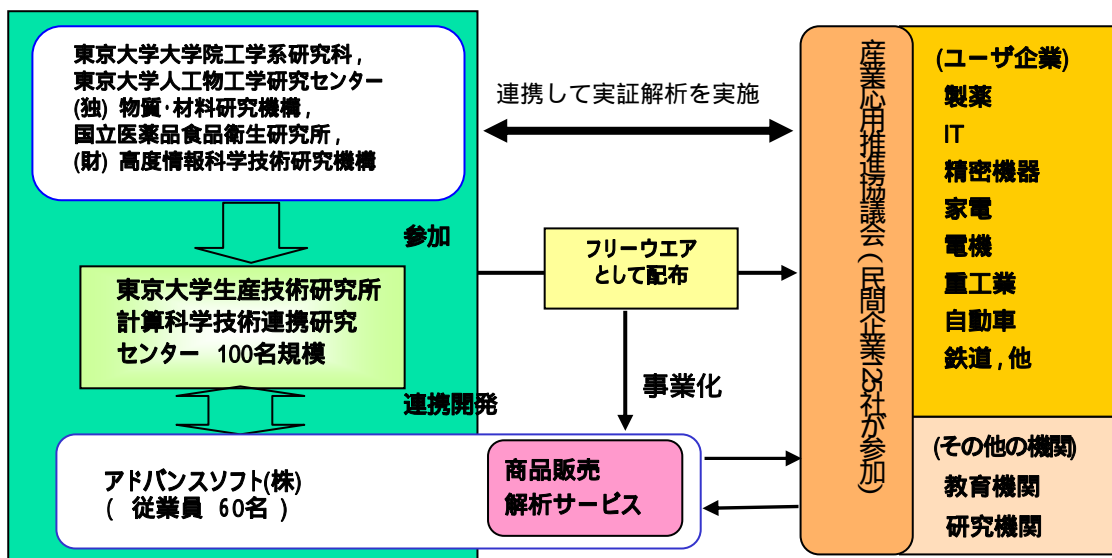 東京大学大学院工学系研究科,
東京大学人工物工学研究センター
(独) 物質・材料研究機構,
国立医薬品食品衛生研究所,
(財) 高度情報科学技術研究機構
参加
東京大学生産技術研究所
計算科学技術連携研究
センター 100名規模
連携開発
アドバンスソフト(株)
( 従業員 60名 )
商品販売
解析サービス
連携して実証解析を実施
フリーウエア
として配布
事業化
産業応用推進協議会(民間企業125社が参加)
(ユーザ企業)
製薬
IT
精密機器
家電
電機
重工業
自動車
鉄道,他
(その他の機関)
教育機関
研究機関